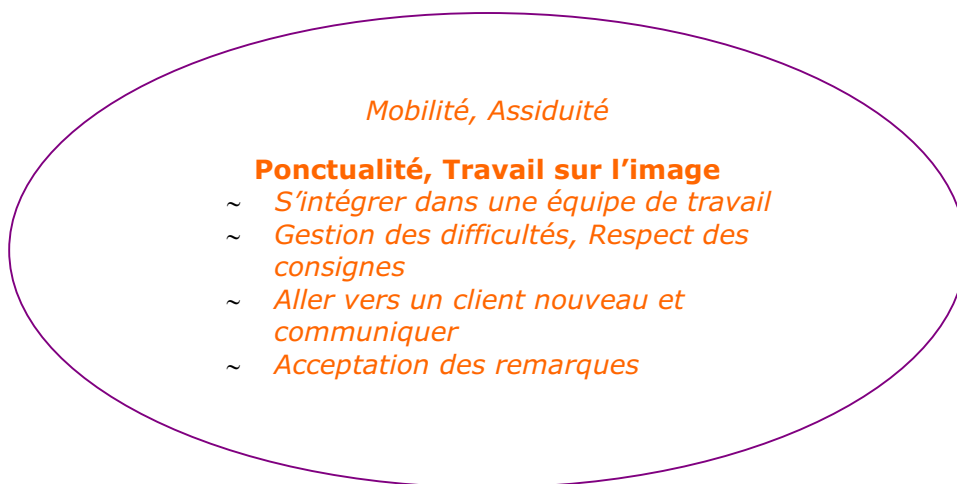 Mobilité, Assiduité
Ponctualité, Travail sur l’image
~ S’intégrer dans une équipe de travail
~ Gestion des difficultés, Respect des
consignes
~ Aller vers un client nouveau et
communiquer
~ Acceptation des remarques